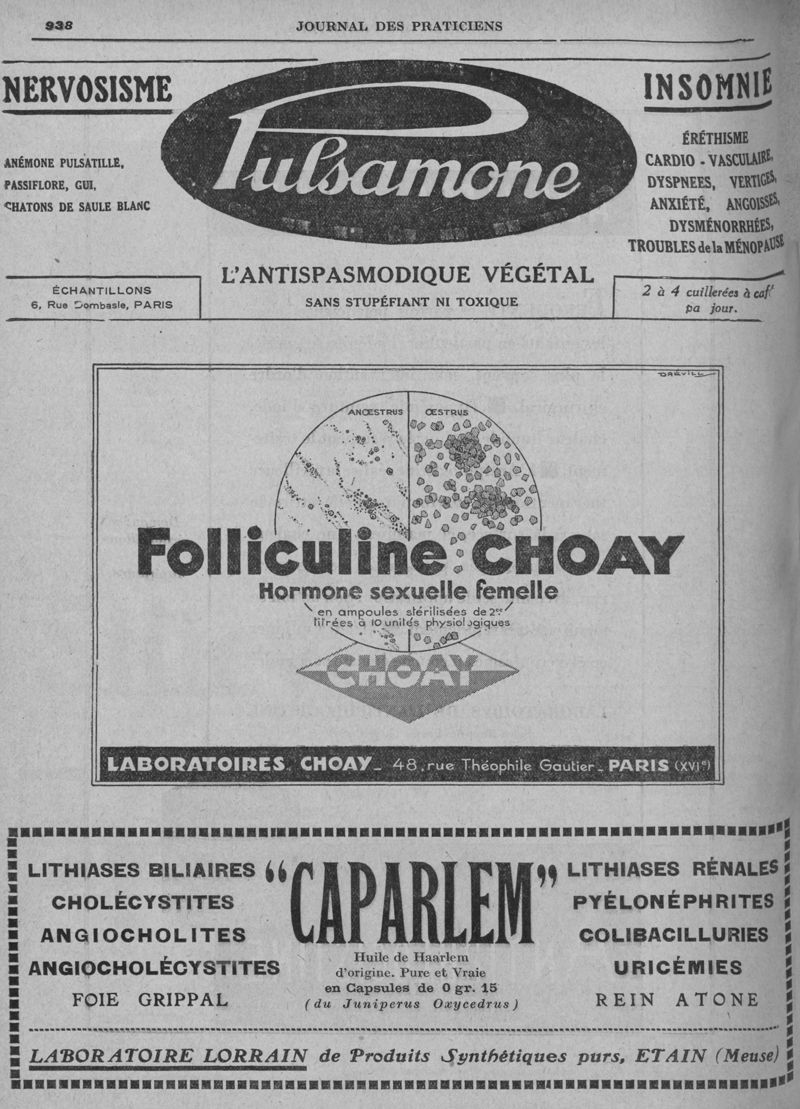 938
JOURNAL DES PRATICIENS
NERVOSISME
ANÉMONE PULSATILLE,
PASSIFLORE, GUI,
CHATONS DE SAULE BLANC
Pulsamone
INSOMNIE
ÉRÉTHISME
CARDIO-VASCULAIRE,
DYSPNEES, VERTIGES,
ANXIÉTÉ, ANGOISSES,
DYSMÉNORRHÉES,
TROUBLES de la MÉNOPAUSE
L'ANTISPASMODIQUE VÉGÉTAL
SANS STUPÉFIANT NI TOXIQUE
ÉCHANTILLONS
6, Rue Dombasle, PARIS
2 à 4 cuillerées à café
pa jour.
DRÉVILL
ANŒSTRUS
ŒSTRUS
Folliculine CHOAY
Hormone sexuelle femelle
en ampoules stérilisées de 2cc
titrées à 10 unités physiologiques
CHOAY
LABORATOIRES CHOAY_ 48, rue Théophile Gautier_ PARIS (XVIe)
LITHIASES BILIAIRES
CHOLÉCYSTITES
ANGIOCHOLITES
ANGIOCHOLÉCYSTITES
FOIE GRIPPAL
"CAPARLEM"
Huile de Haarlem
d'origine. Pure et Vraie
en Capsules de 0 gr. 15
(du Juniperus Oxycedrus)
LITHIASES RÉNALES
PYÉLONÉPHRITES
COLIBACILLURIES
URICÉMIES
REIN ATONE
LABORATOIRE LORRAIN de Produits Synthétiques purs, ETAIN (Meuse)